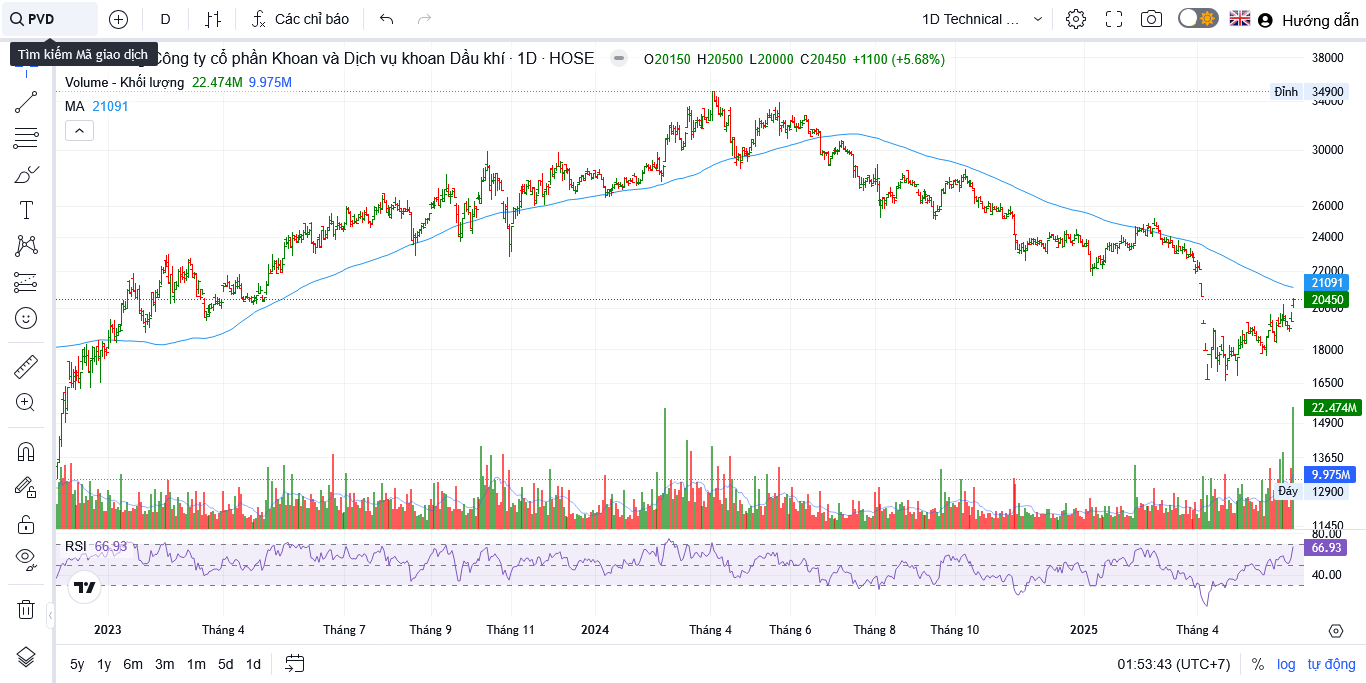 PVD D Các chỉ báo 1D Technical ... Hướng dẫn
Tìm kiếm Mã giao dịch
Công ty cổ phần Khoan và Dịch vụ khoan Dầu khí · 1D · HOSE O20150 H20500 L20000 C20450 +1100 (+5.68%)
Volume - Khối lượng 22.474M 9.975M
MA 21091
38000
Đỉnh 34900
34000
30000
26000
24000
22000
21091
20450
20000
18000
16500
22.474M
14900
13650
9.975M
Đáy 12900
11450
80.00
RSI 66.93
66.93
40.00
2023 Tháng 4 Tháng 7 Tháng 9 Tháng 11 2024 Tháng 4 Tháng 6 Tháng 8 Tháng 10 2025 Tháng 4
5y 1y 6m 3m 1m 5d 1d 01:53:43 (UTC+7) % log tự động